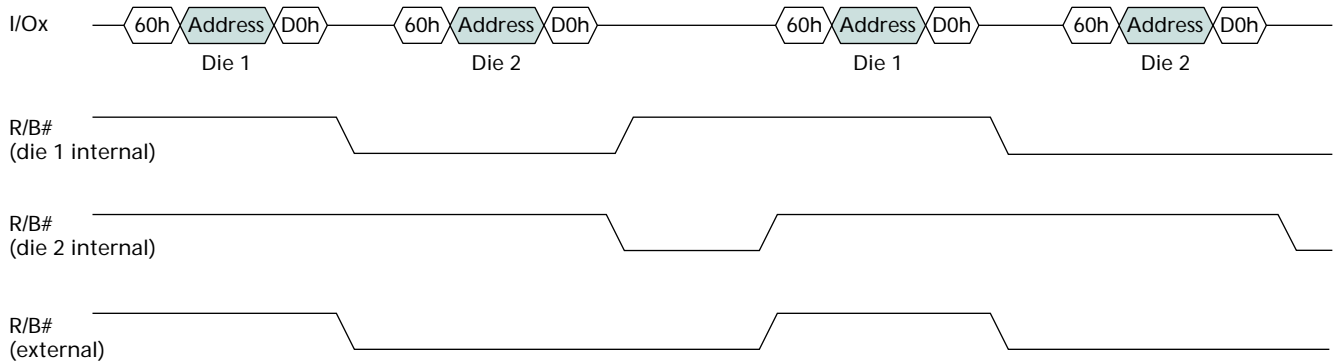 I/Ox 60h Address D0h 60h Address D0h 60h Address D0h 60h Address D0h
Die 1 Die 2 Die 1 Die 2
R/B#
(die 1 internal)
R/B#
(die 2 internal)
R/B#
(external)